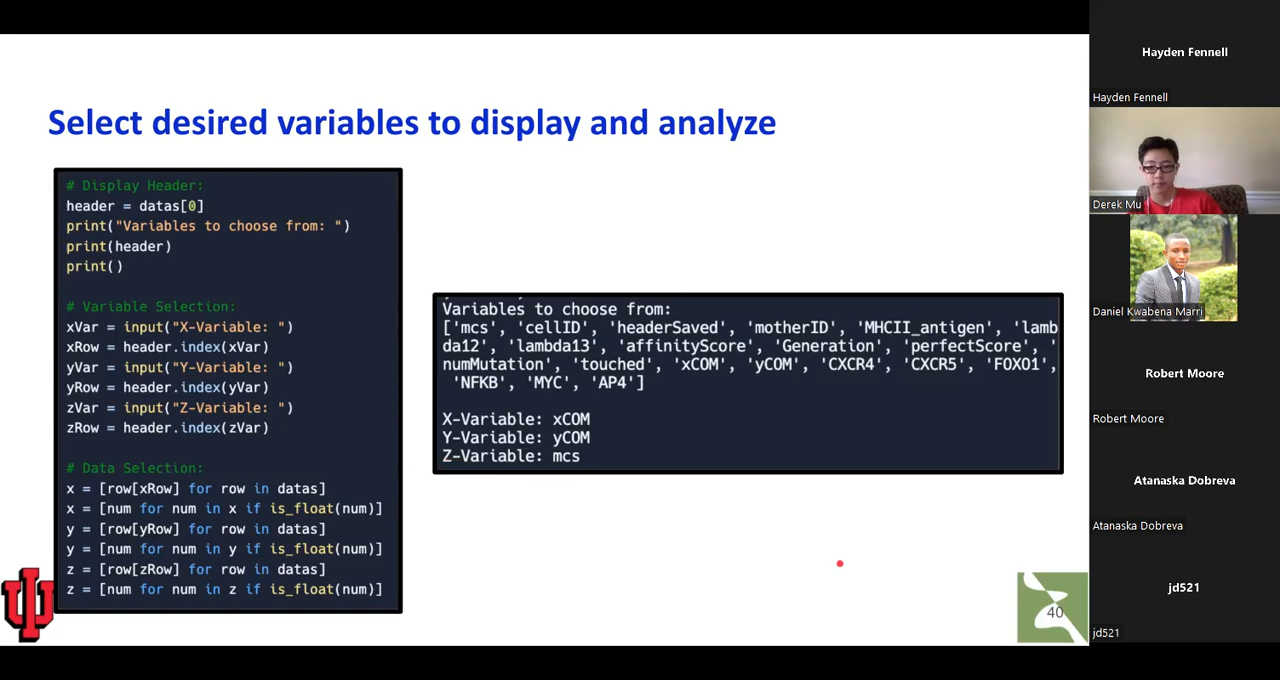 Select desired variables to display and analyze
# Display Header:
header = datas[0]
print("Variables to choose from: ")
print(header)
print()
# Variable Selection:
xVar = input("X-Variable: ")
xRow = header.index(xVar)
yVar = input("Y-Variable: ")
yRow = header.index(yVar)
zVar = input("Z-Variable: ")
zRow = header.index(zVar)
# Data Selection:
x = [row[xRow] for row in datas]
x = [num for num in x if is_float(num)]
y = [row[yRow] for row in datas]
y = [num for num in y if is_float(num)]
z = [row[zRow] for row in datas]
z = [num for num in z if is_float(num)]
Variables to choose from:
['mcs', 'cellID', 'headerSaved', 'motherID', 'MHCII_antigen', 'lamb
da12', 'lambda13', 'affinityScore', 'Generation', 'perfectScore', '
numMutation', 'touched', 'xCOM', 'yCOM', 'CXCR4', 'CXCR5', 'FOXO1',
'NFKB', 'MYC', 'AP4']
X-Variable: xCOM
Y-Variable: yCOM
Z-Variable: mcs
40
Hayden Fennell
Hayden Fennell
Derek Mu
Daniel Kwabena Marri
Robert Moore
Robert Moore
Atanaska Dobreva
Atanaska Dobreva
jd521
jd521